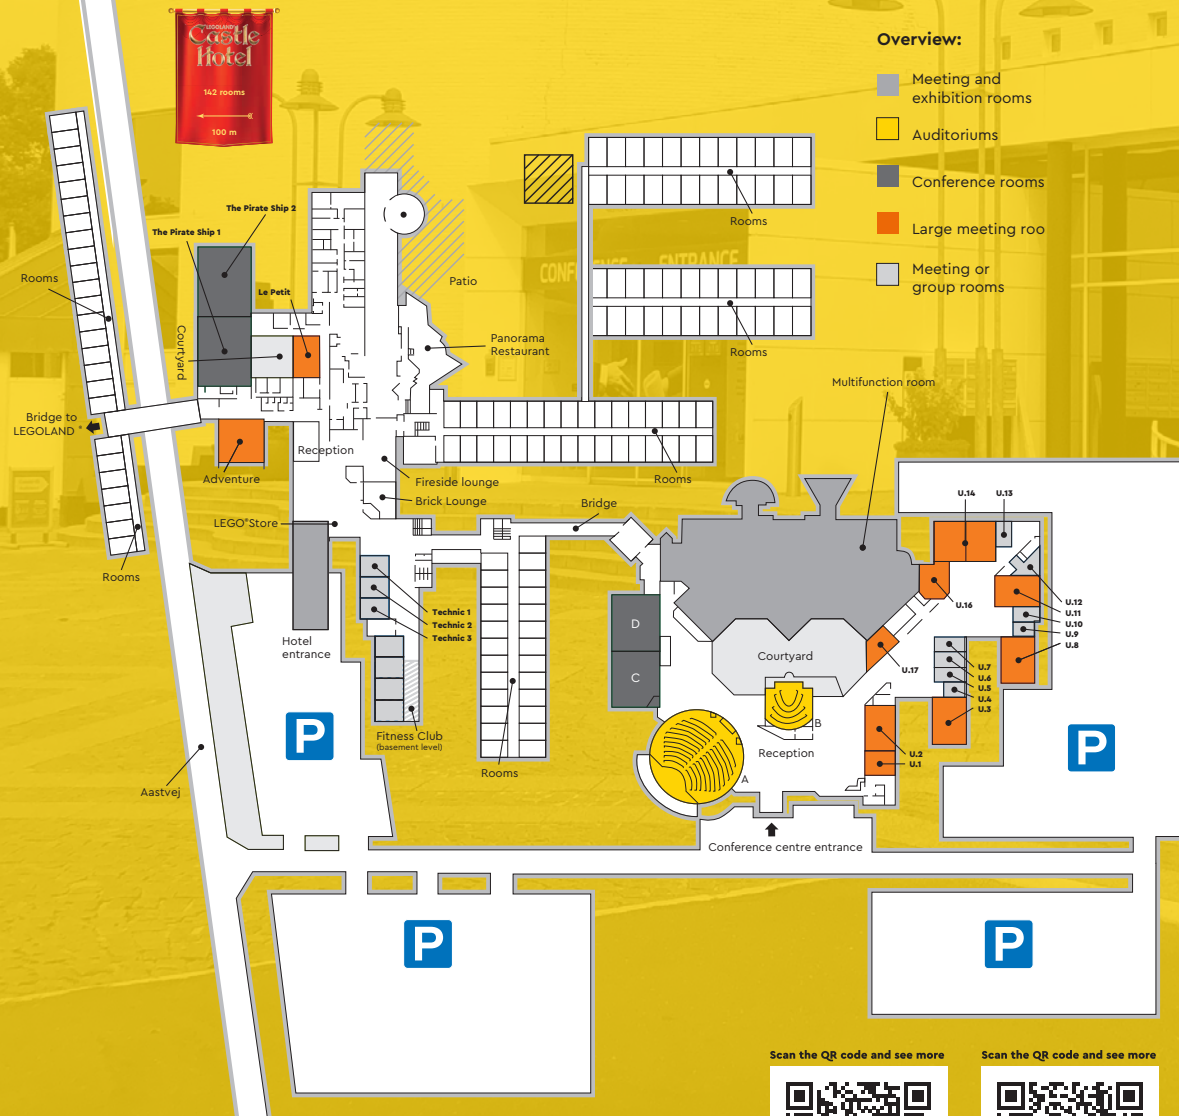 LEGOLAND®
Castle
Hotel
142 rooms
100 m
Overview:
Meeting and
exhibition rooms
Auditoriums
Conference rooms
Large meeting roo
Meeting or
group rooms
CONFERENCE ENTRANCE
The Pirate Ship 2
The Pirate Ship 1
Le Petit
Rooms
Courtyard
Patio
Panorama
Restaurant
Rooms
Rooms
Multifunction room
Bridge to
LEGOLAND ®
Adventure
Reception
Fireside lounge
Brick Lounge
LEGO® Store
Rooms
Bridge
Rooms
U.14
U.13
U.16
U.12
U.11
U.10
U.9
U.8
U.17
U.7
U.6
U.5
U.4
U.3
U.2
U.1
Technic 1
Technic 2
Technic 3
Hotel
entrance
D
C
Courtyard
B
Reception
A
P
Fitness Club
(basement level)
Rooms
Aastvej
P
Conference centre entrance
P
P
Scan the QR code and see more
Scan the QR code and see more